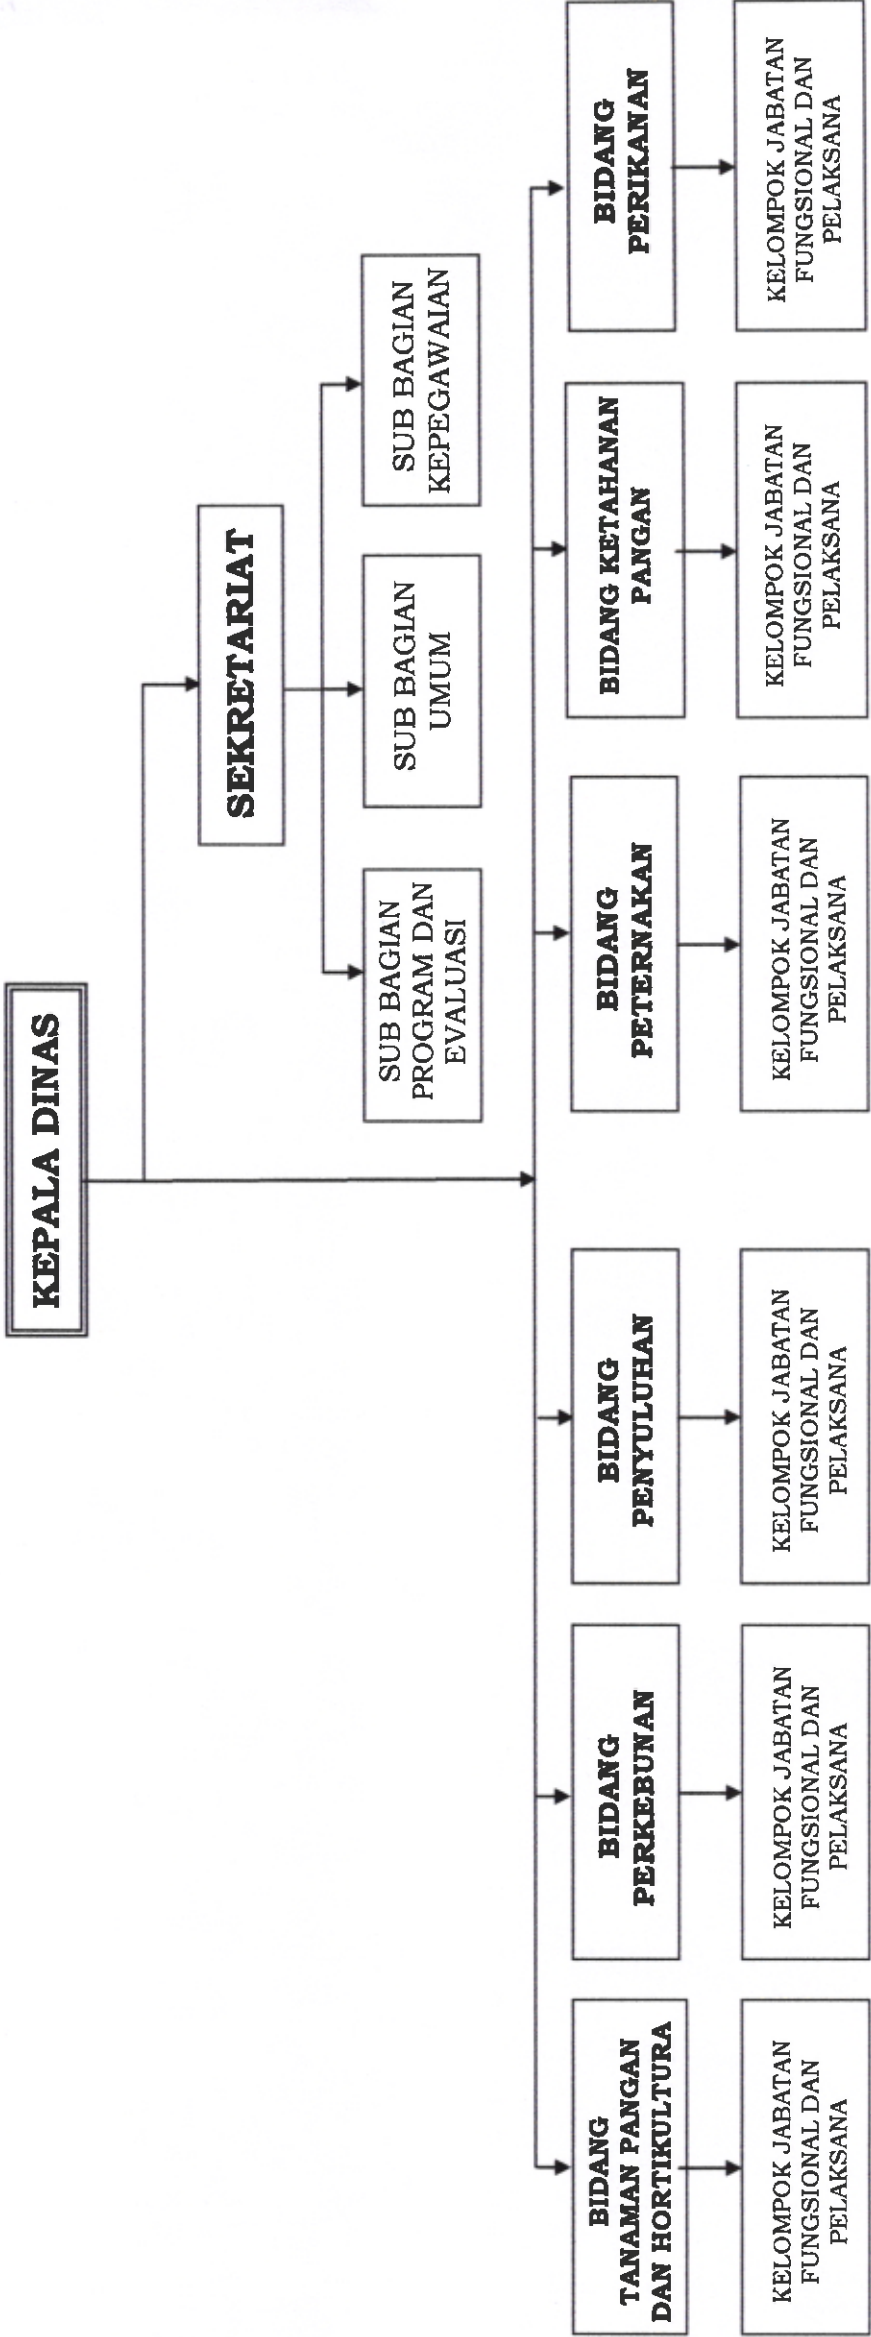 KEPALA DINAS
SEKRETARIAT
SUB BAGIAN
PROGRAM DAN
EVALUASI
SUB BAGIAN
UMUM
SUB BAGIAN
KEPEGAWAIAN
BIDANG
TANAMAN PANGAN
DAN HORTIKULTURA
BIDANG
PERKEBUNAN
BIDANG
PENYULUHAN
BIDANG
PETERNAKAN
BIDANG KETAHANAN
PANGAN
BIDANG
PERIKANAN
KELOMPOK JABATAN
FUNGSIONAL DAN
PELAKSANA
KELOMPOK JABATAN
FUNGSIONAL DAN
PELAKSANA
KELOMPOK JABATAN
FUNGSIONAL DAN
PELAKSANA
KELOMPOK JABATAN
FUNGSIONAL DAN
PELAKSANA
KELOMPOK JABATAN
FUNGSIONAL DAN
PELAKSANA
KELOMPOK JABATAN
FUNGSIONAL DAN
PELAKSANA